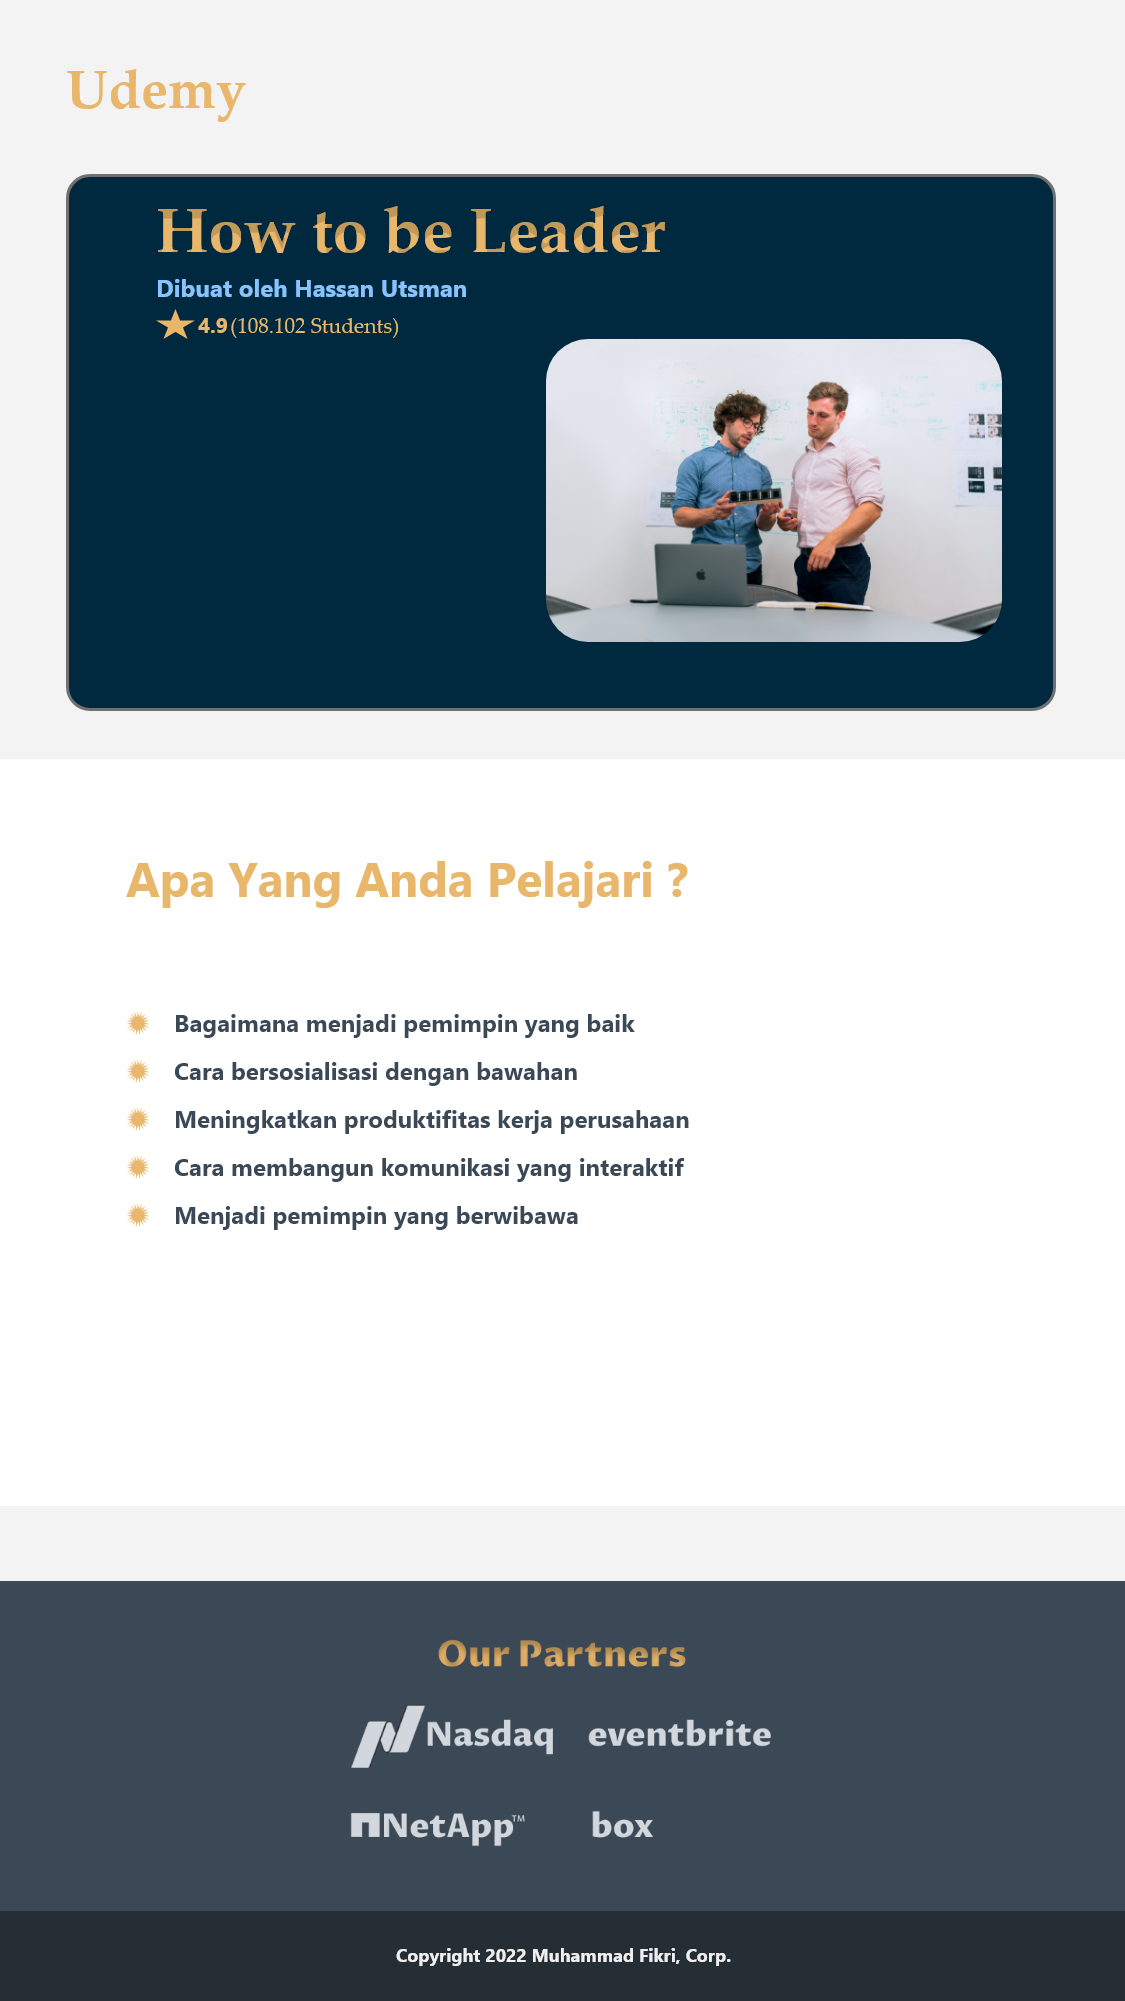 Udemy
How to be Leader
Dibuat oleh Hassan Utsman
4.9 (108.102 Students)
Apa Yang Anda Pelajari ?
Bagaimana menjadi pemimpin yang baik
Cara bersosialisasi dengan bawahan
Meningkatkan produktifitas kerja perusahaan
Cara membangun komunikasi yang interaktif
Menjadi pemimpin yang berwibawa
Our Partners
Nasdaq eventbrite
NetApp™ box
Copyright 2022 Muhammad Fikri, Corp.